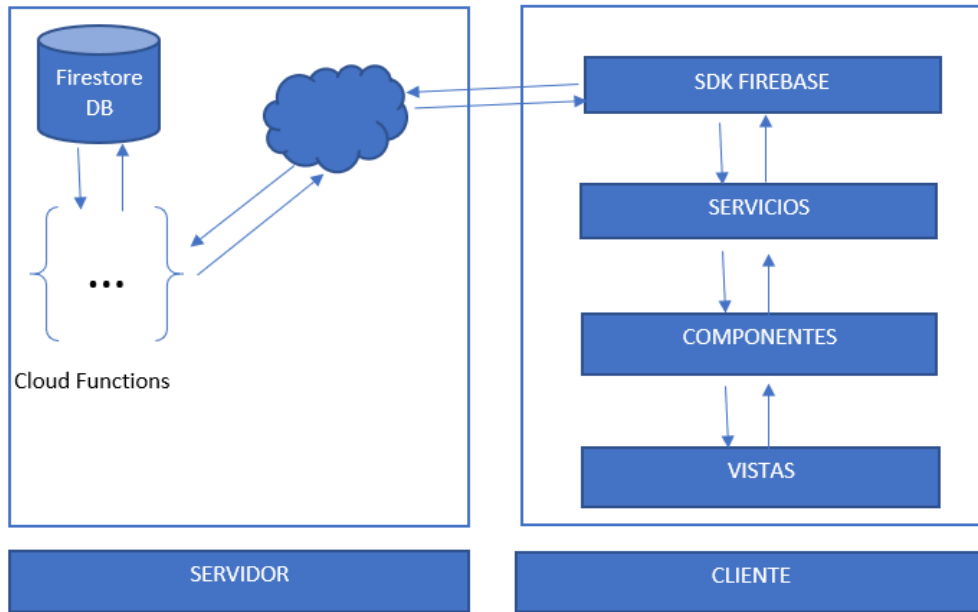 Firestore
DB
...
Cloud Functions
SERVIDOR
SDK FIREBASE
SERVICIOS
COMPONENTES
VISTAS
CLIENTE